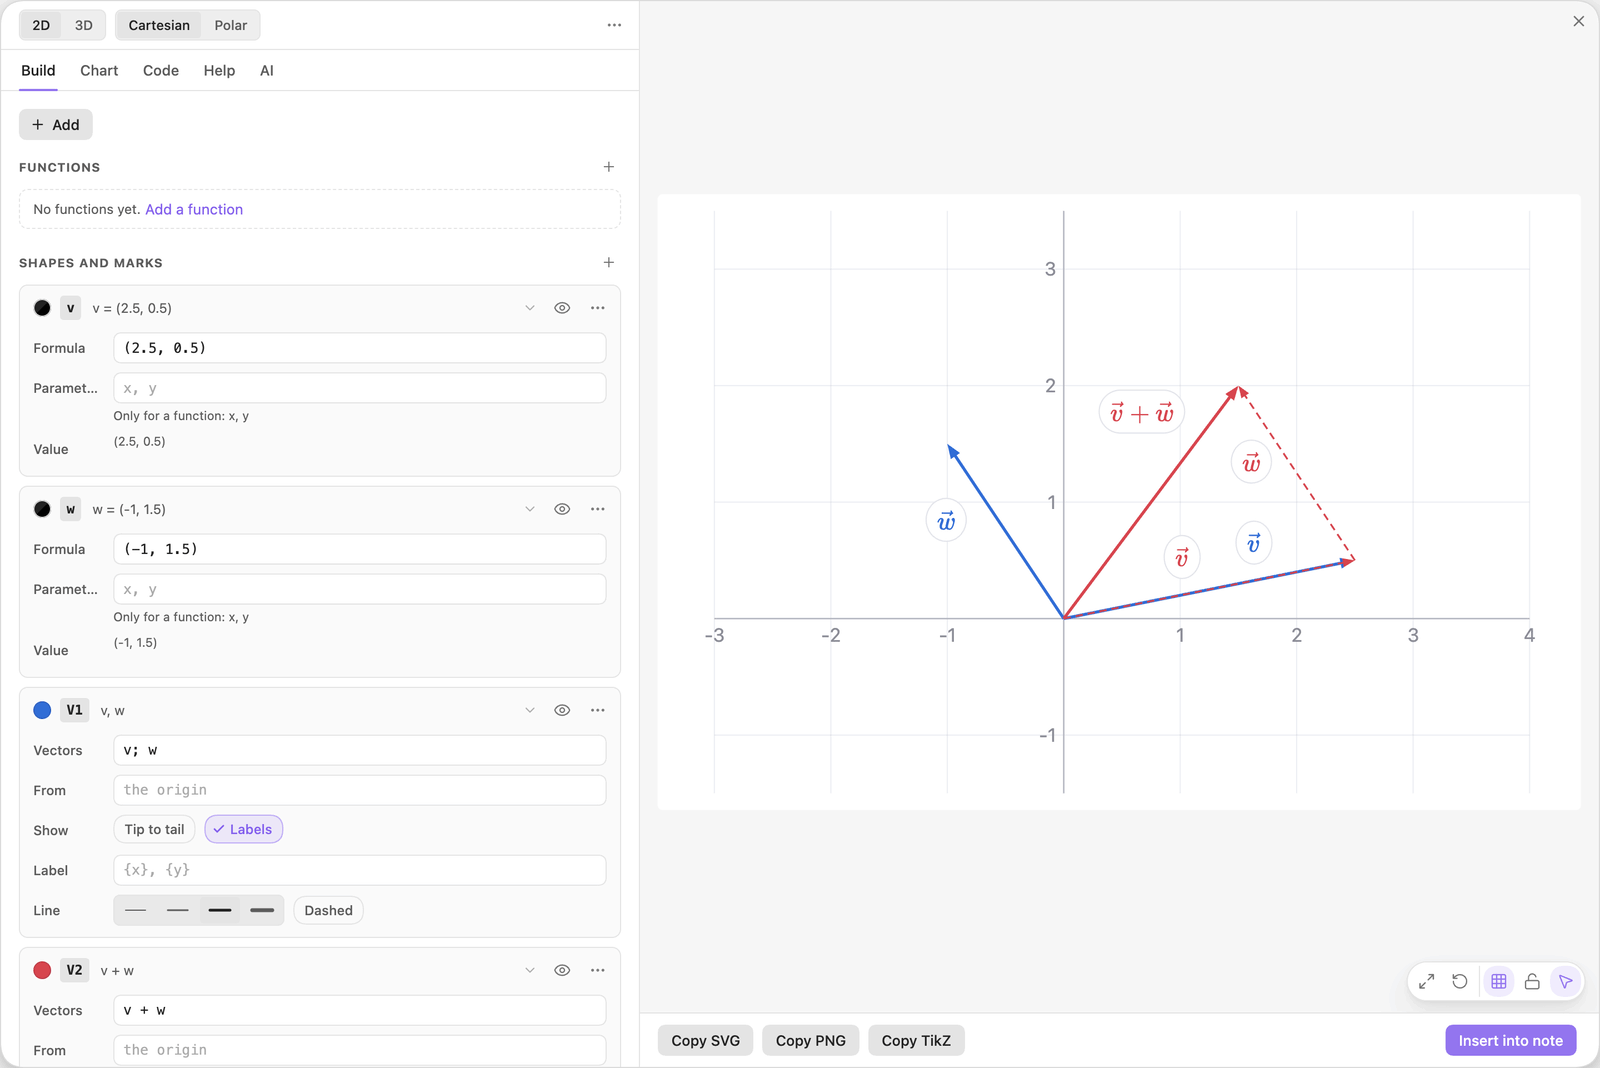 2D 3D Cartesian Polar
Build Chart Code Help AI
+ Add
FUNCTIONS
No functions yet. Add a function
SHAPES AND MARKS
v v = (2.5, 0.5)
Formula (2.5, 0.5)
Paramet... x, y
Only for a function: x, y
Value (2.5, 0.5)
w w = (-1, 1.5)
Formula (−1, 1.5)
Paramet... x, y
Only for a function: x, y
Value (-1, 1.5)
V1 v, w
Vectors v; w
From the origin
Show Tip to tail Labels
Label {x}, {y}
Line Dashed
V2 v + w
Vectors v + w
From the origin
3
2
1
-1
-3 -2 -1 1 2 3 4
v⃗ + w⃗
w⃗
w⃗
v⃗
v⃗
Copy SVG Copy PNG Copy TikZ Insert into note